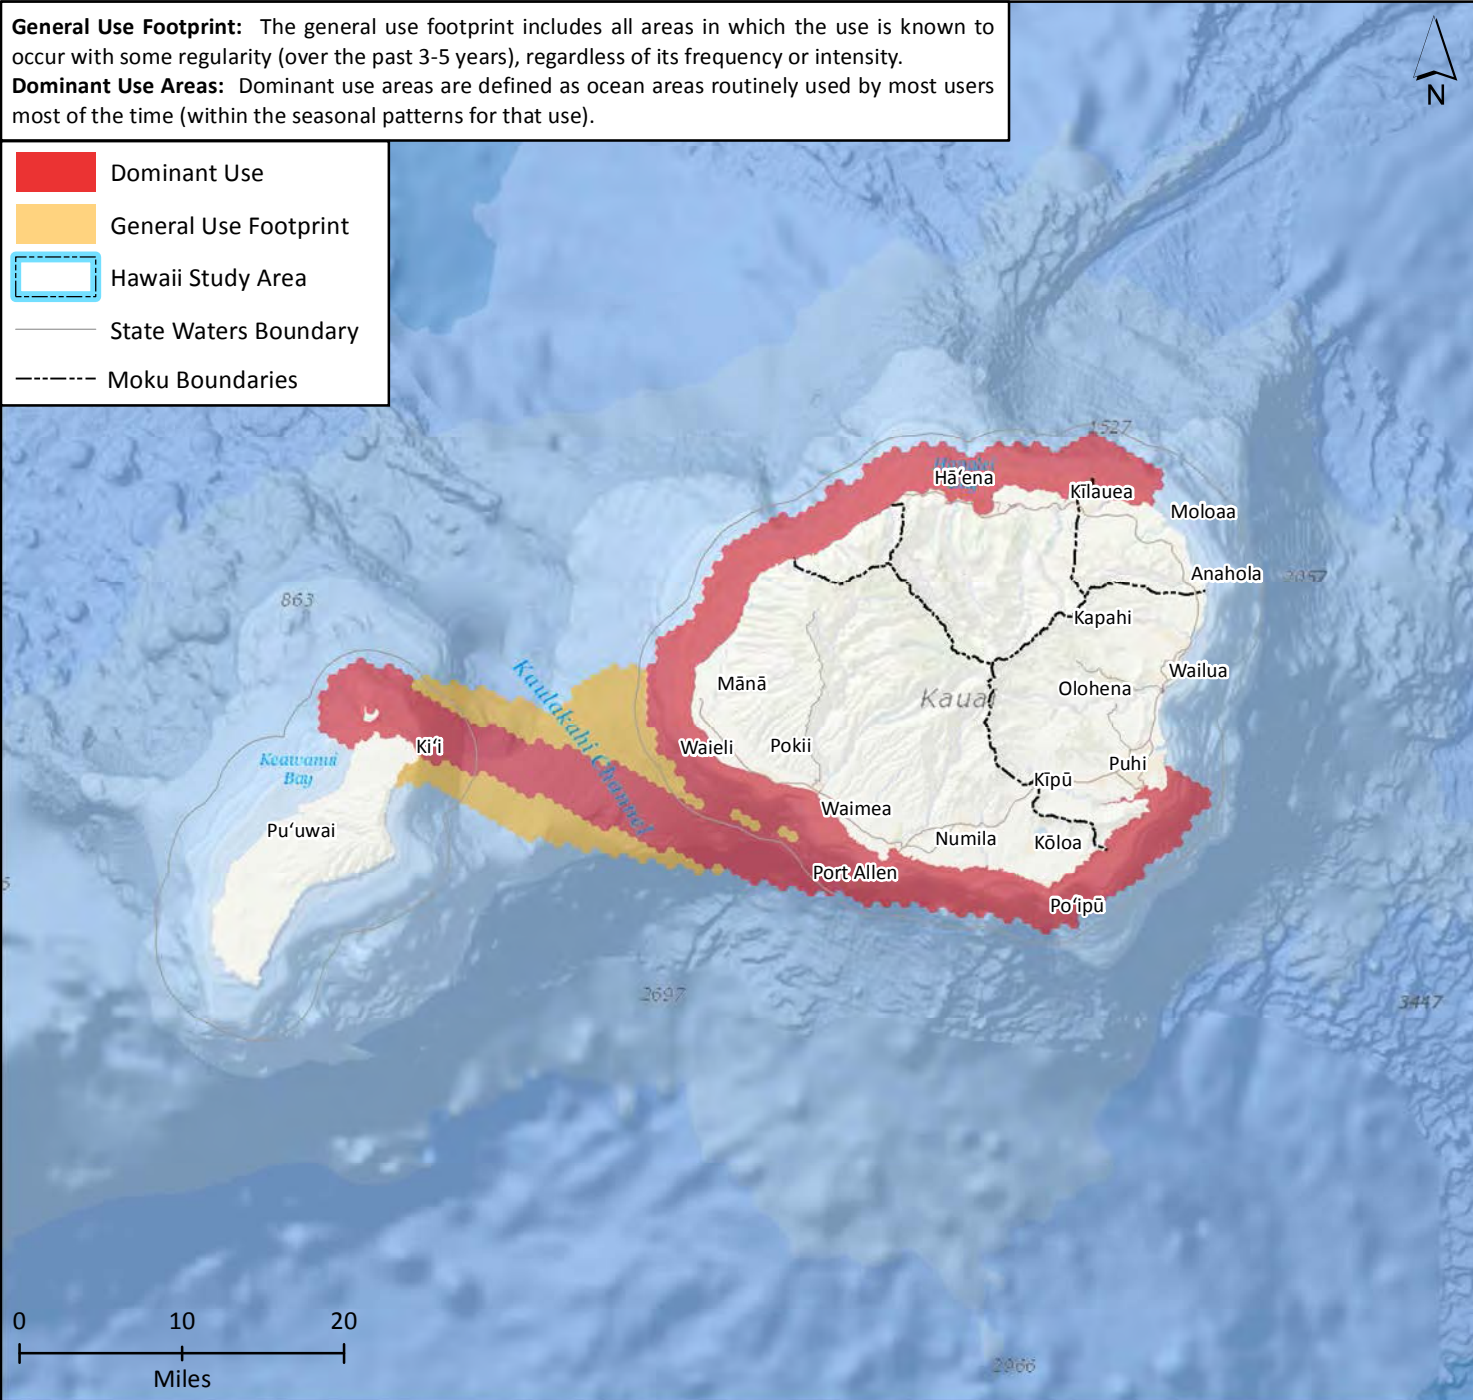 General Use Footprint: The general use footprint includes all areas in which the use is known to
occur with some regularity (over the past 3-5 years), regardless of its frequency or intensity.
Dominant Use Areas: Dominant use areas are defined as ocean areas routinely used by most users
most of the time (within the seasonal patterns for that use).
N
Dominant Use
General Use Footprint
Hawaii Study Area
State Waters Boundary
Moku Boundaries
1527
Hāʻena
Kīlauea
Moloaa
Anahola
863
Kapahi
Kaulakahi Channel
Wailua
Mānā
Olohena
Kauai
Kiʻi
Waieli
Pokii
Keawanui
Bay
Puhi
Kīpū
Waimea
Puʻuwai
Numila
Kōloa
Port Allen
Poʻipū
2697
3447
0 10 20
Miles
2966